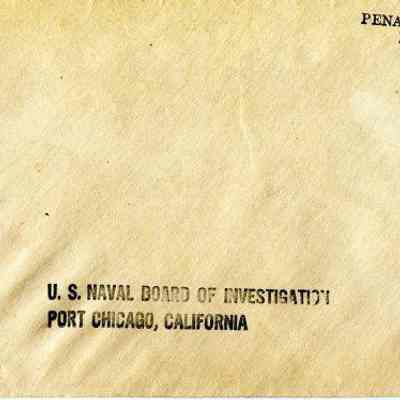 PENA
U. S. NAVAL BOARD OF INVESTIGATION
PORT CHICAGO, CALIFORNIA